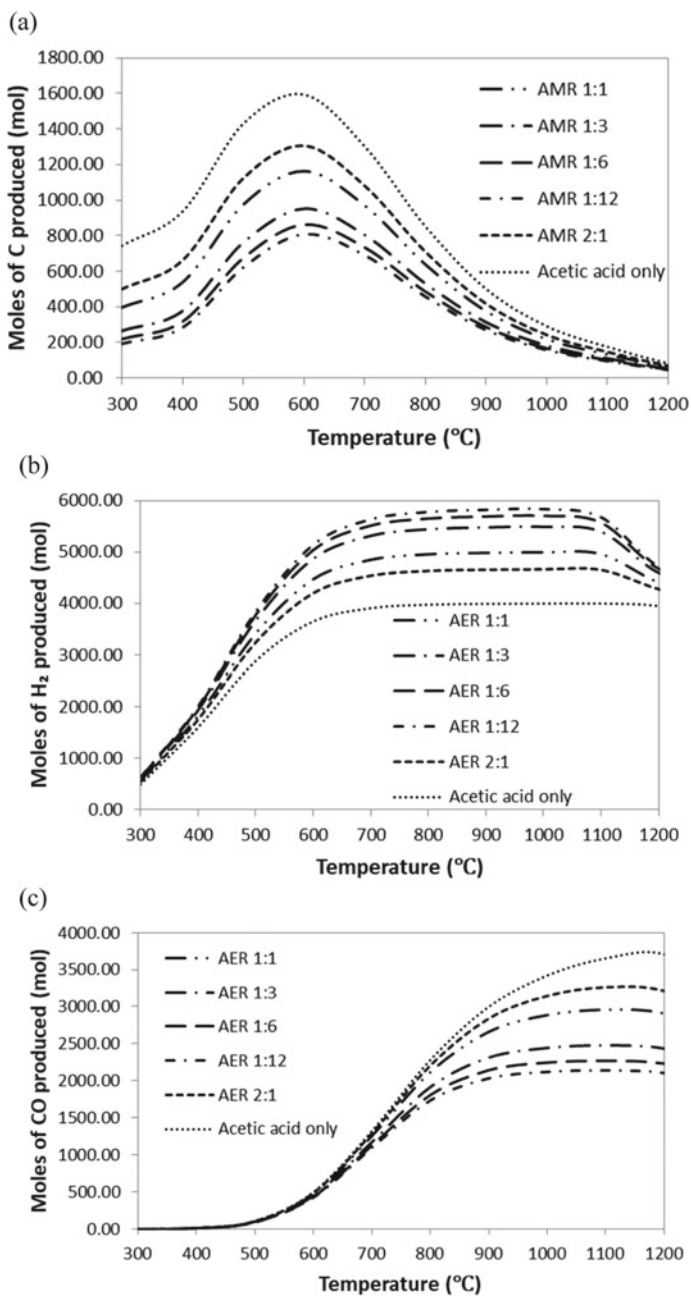 (a)
1800.00
1600.00
1400.00
1200.00
1000.00
800.00
600.00
400.00
200.00
0.00
Moles of C produced (mol)
AMR 1:1
AMR 1:3
AMR 1:6
AMR 1:12
AMR 2:1
Acetic acid only
300 400 500 600 700 800 900 1000 1100 1200
Temperature (°C)
(b)
6000.00
5000.00
4000.00
3000.00
2000.00
1000.00
0.00
Moles of H₂ produced (mol)
AER 1:1
AER 1:3
AER 1:6
AER 1:12
AER 2:1
Acetic acid only
300 400 500 600 700 800 900 1000 1100 1200
Temperature (°C)
(c)
4000.00
3500.00
3000.00
2500.00
2000.00
1500.00
1000.00
500.00
0.00
Moles of CO produced (mol)
AER 1:1
AER 1:3
AER 1:6
AER 1:12
AER 2:1
Acetic acid only
300 400 500 600 700 800 900 1000 1100 1200
Temperature (°C)